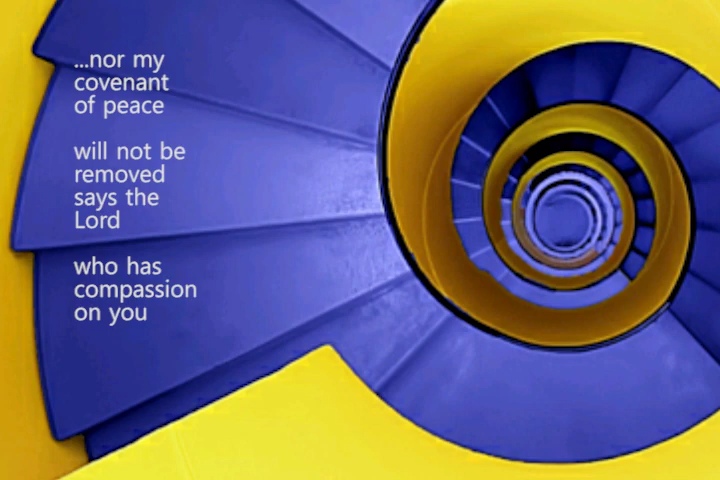 ...nor my
covenant
of peace
will not be
removed
says the
Lord
who has
compassion
on you